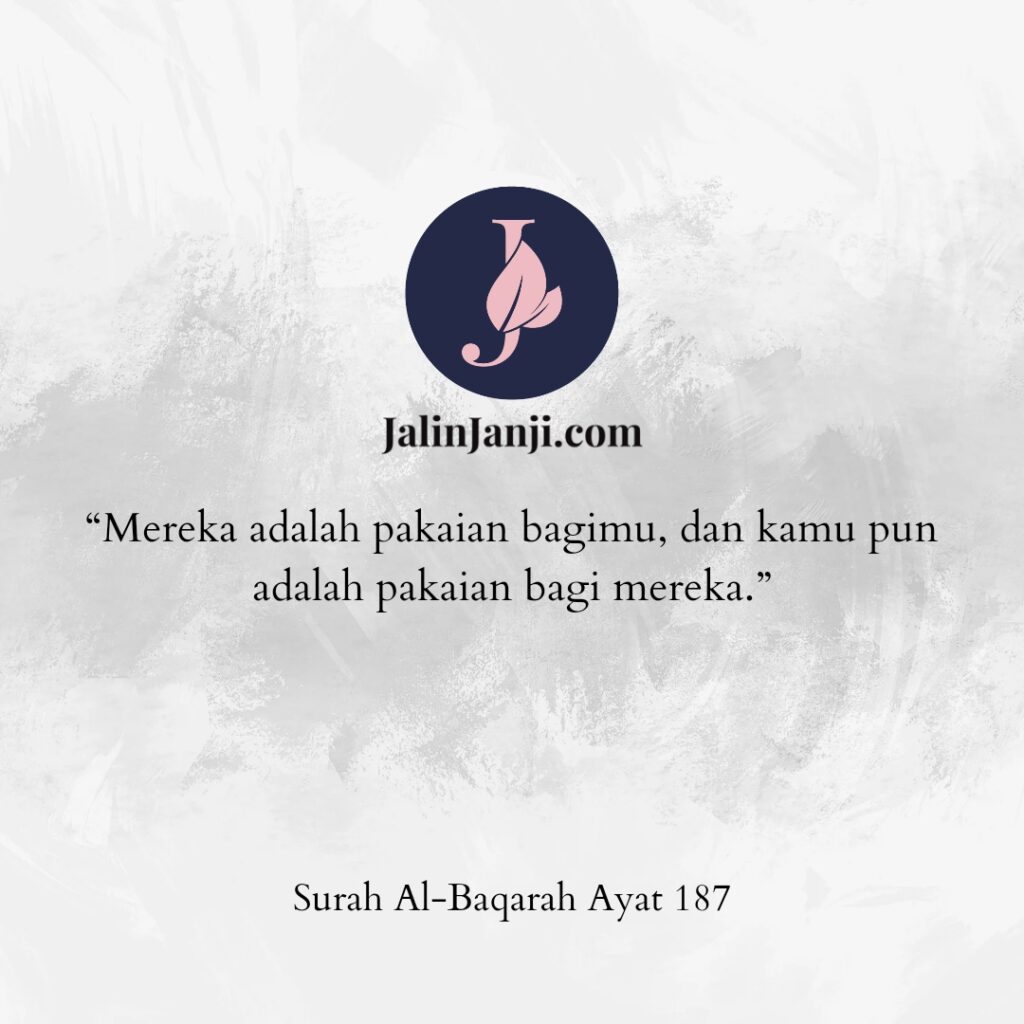 JalinJanji.com
“Mereka adalah pakaian bagimu, dan kamu pun
adalah pakaian bagi mereka.”
Surah Al-Baqarah Ayat 187